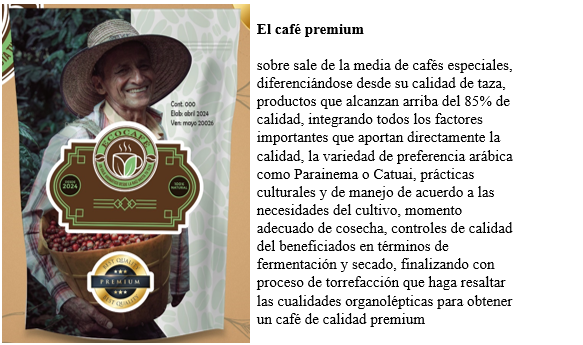 El café premium
sobre sale de la media de cafés especiales,
diferenciándose desde su calidad de taza,
productos que alcanzan arriba del 85% de
calidad, integrando todos los factores
importantes que aportan directamente la
calidad, la variedad de preferencia arábica
como Parainema o Catuai, prácticas
culturales y de manejo de acuerdo a las
necesidades del cultivo, momento
adecuado de cosecha, controles de calidad
del beneficiados en términos de
fermentación y secado, finalizando con
proceso de torrefacción que haga resaltar
las cualidades organolépticas para obtener
un café de calidad premium
Cont. 000
Elab: abril 2024
Ven: mayo 20026
ECOCAFÉ
DESDE
2024
100%
NATURAL
BEST QUALITY
PREMIUM
BEST QUALITY